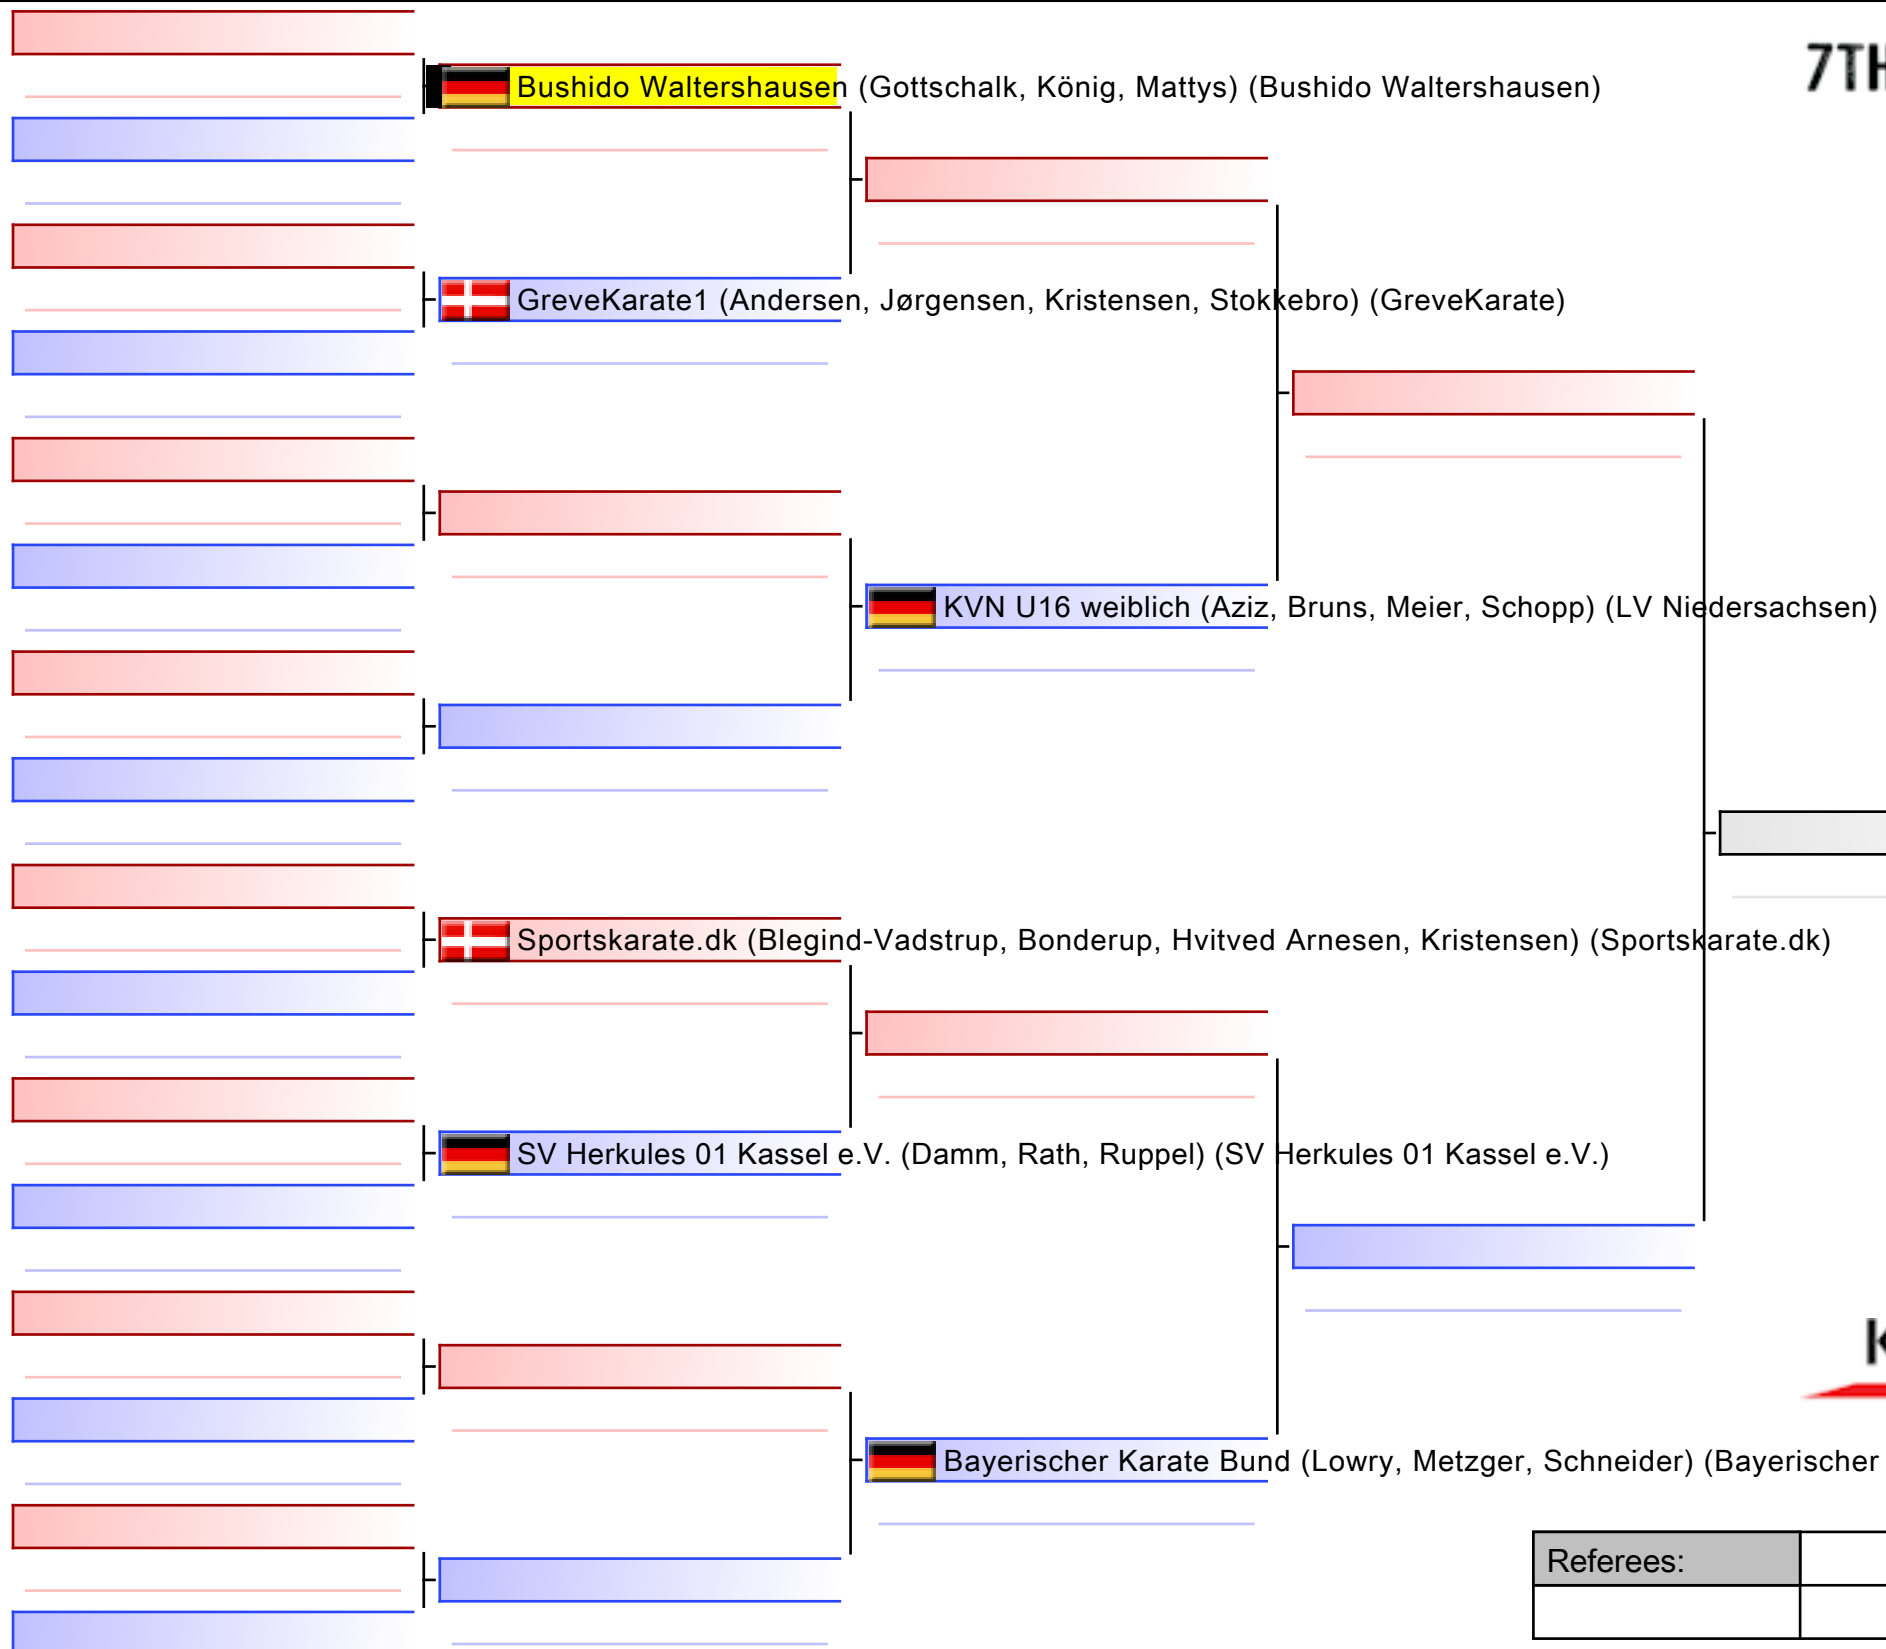 7TH
Bushido Waltershausen (Gottschalk, König, Mattys) (Bushido Waltershausen)
GreveKarate1 (Andersen, Jørgensen, Kristensen, Stokkebro) (GreveKarate)
KVN U16 weiblich (Aziz, Bruns, Meier, Schopp) (LV Niedersachsen)
Sportskarate.dk (Blegind-Vadstrup, Bonderup, Hvitved Arnesen, Kristensen) (Sportskarate.dk)
SV Herkules 01 Kassel e.V. (Damm, Rath, Ruppel) (SV Herkules 01 Kassel e.V.)
Bayerischer Karate Bund (Lowry, Metzger, Schneider) (Bayerischer
Referees: